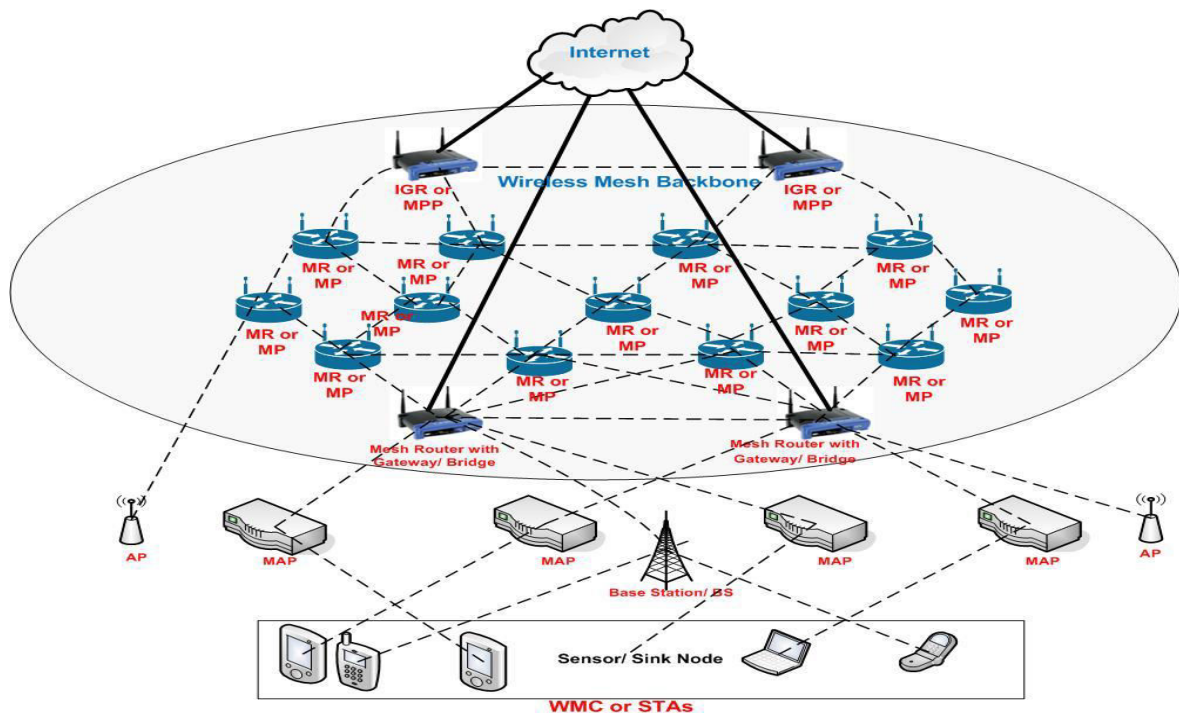 Internet
Wireless Mesh Backbone
IGR or
MPP
IGR or
MPP
MR or
MP
MR or
MP
MR or
MP
MR or
MP
MR or
MP
MR or
MP
MR or
MP
MR or
MP
MR or
MP
MR or
MP
MR or
MP
MR or
MP
MR or
MP
Mesh Router with
Gateway/ Bridge
Mesh Router with
Gateway/ Bridge
AP
MAP
MAP
MAP
MAP
AP
Base Station/ BS
Sensor/ Sink Node
WMC or STAs